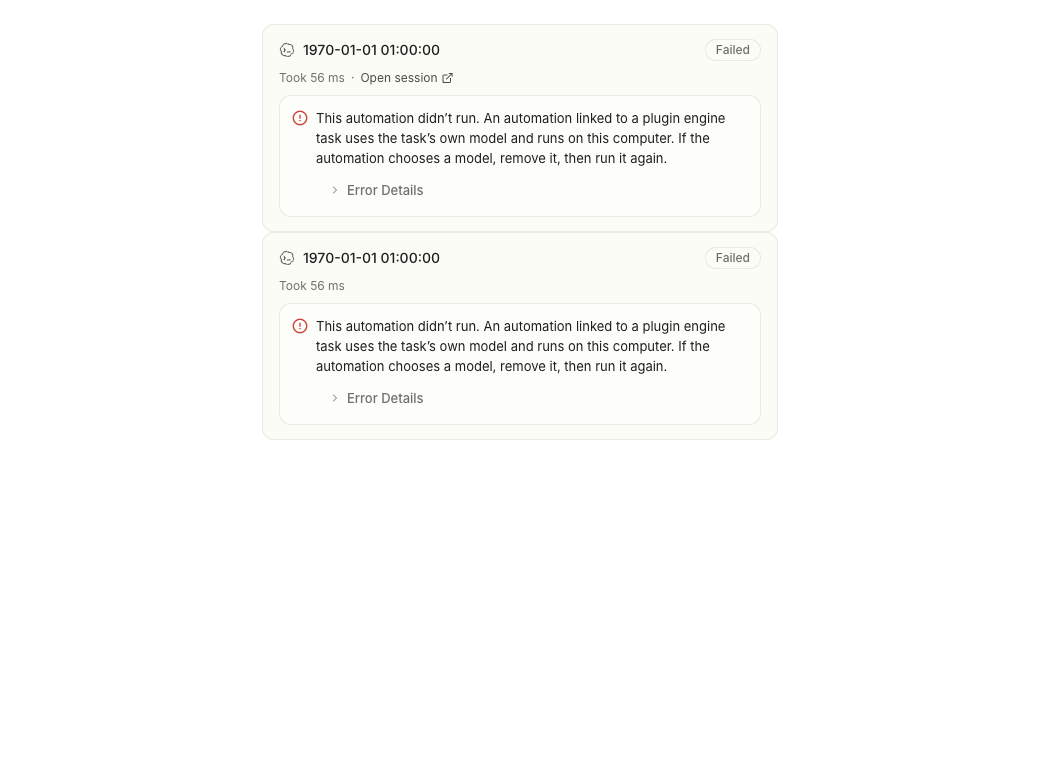 1970-01-01 01:00:00 Failed
Took 56 ms · Open session
This automation didn’t run. An automation linked to a plugin engine
task uses the task’s own model and runs on this computer. If the
automation chooses a model, remove it, then run it again.
Error Details
1970-01-01 01:00:00 Failed
Took 56 ms
This automation didn’t run. An automation linked to a plugin engine
task uses the task’s own model and runs on this computer. If the
automation chooses a model, remove it, then run it again.
Error Details